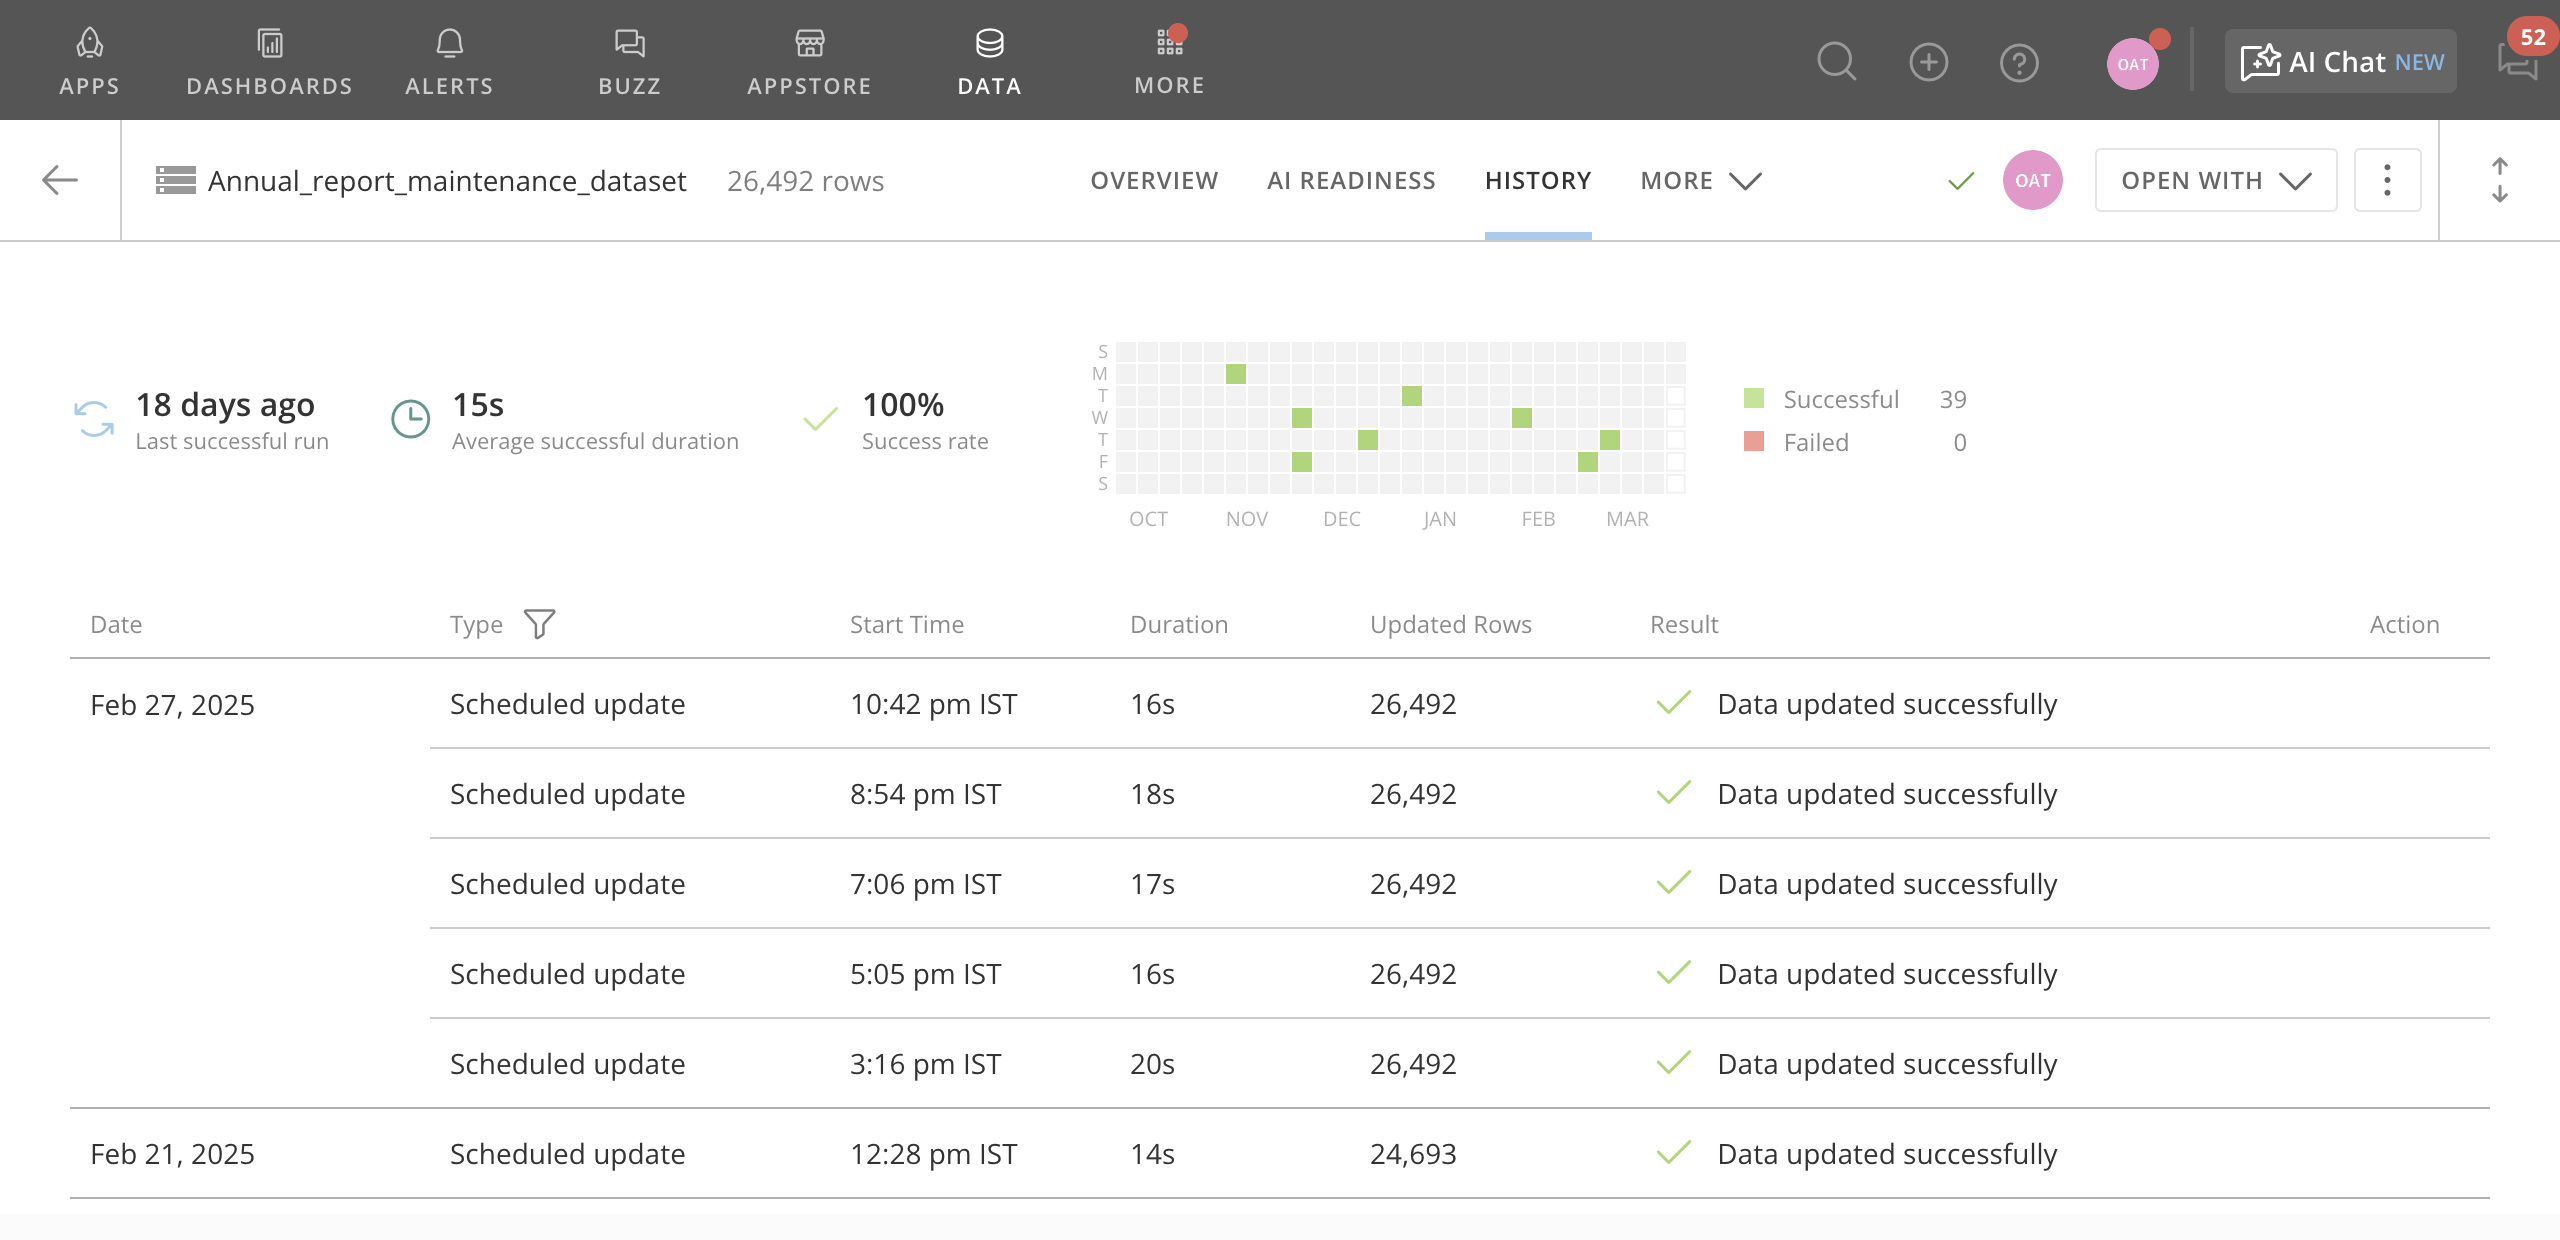 APPS DASHBOARDS ALERTS BUZZ APPSTORE DATA MORE OAT AI Chat NEW 52
Annual_report_maintenance_dataset 26,492 rows OVERVIEW AI READINESS HISTORY MORE OAT OPEN WITH
18 days ago
Last successful run
15s
Average successful duration
100%
Success rate
S
M
T
W
T
F
S
OCT NOV DEC JAN FEB MAR
Successful 39
Failed 0
Date Type Start Time Duration Updated Rows Result Action
Feb 27, 2025 Scheduled update 10:42 pm IST 16s 26,492 Data updated successfully
Scheduled update 8:54 pm IST 18s 26,492 Data updated successfully
Scheduled update 7:06 pm IST 17s 26,492 Data updated successfully
Scheduled update 5:05 pm IST 16s 26,492 Data updated successfully
Scheduled update 3:16 pm IST 20s 26,492 Data updated successfully
Feb 21, 2025 Scheduled update 12:28 pm IST 14s 24,693 Data updated successfully